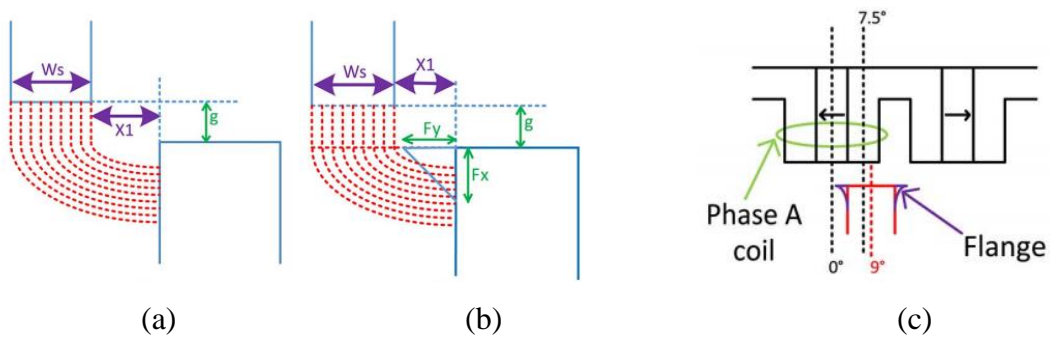 Ws
X1
g
(a)
Ws
X1
g
Fy
Fx
(b)
7.5°
Phase A
coil
Flange
0°
9°
(c)